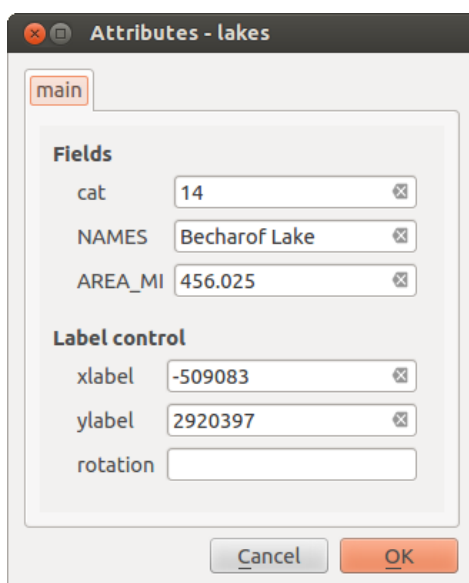 Attributes - lakes
main
Fields
cat 14
NAMES Becharof Lake
AREA_MI 456.025
Label control
xlabel -509083
ylabel 2920397
rotation
Cancel OK